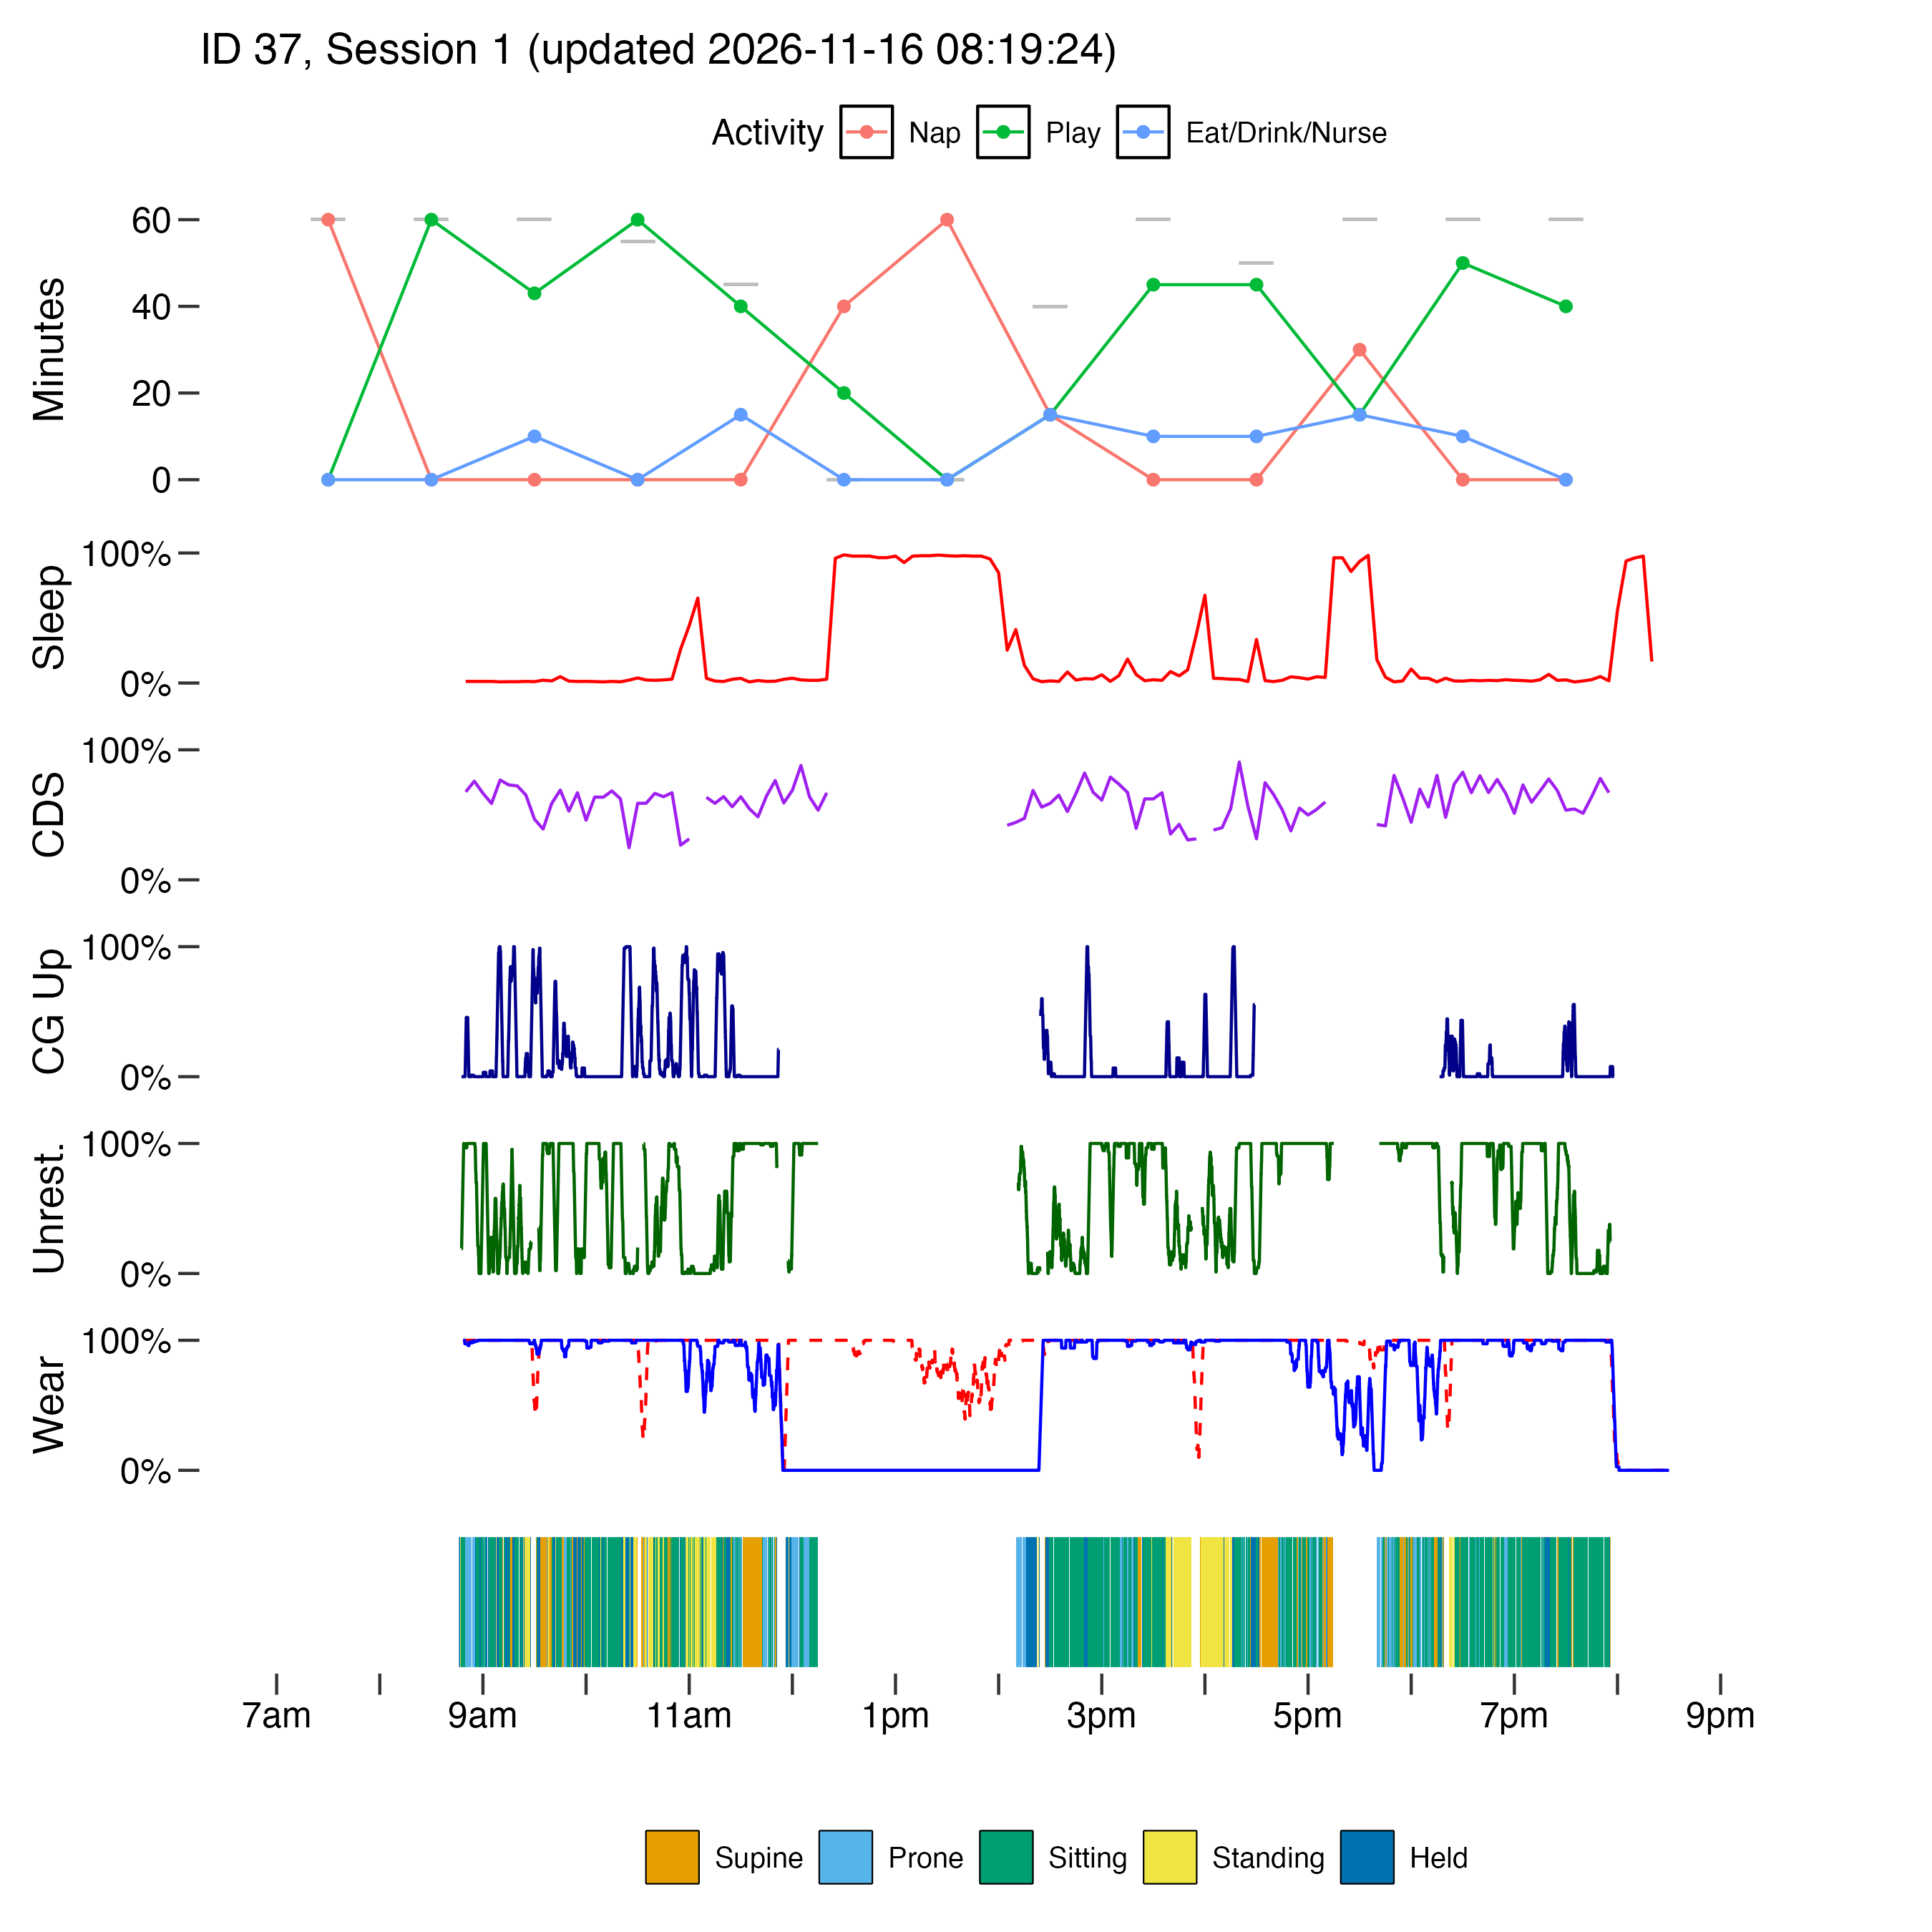 ID 37, Session 1 (updated 2026-11-16 08:19:24)
Activity Nap Play Eat/Drink/Nurse
Minutes
60
40
20
0
Sleep
100%
0%
CDS
100%
0%
CG Up
100%
0%
Unrest.
100%
0%
Wear
100%
0%
7am 9am 11am 1pm 3pm 5pm 7pm 9pm
Supine Prone Sitting Standing Held